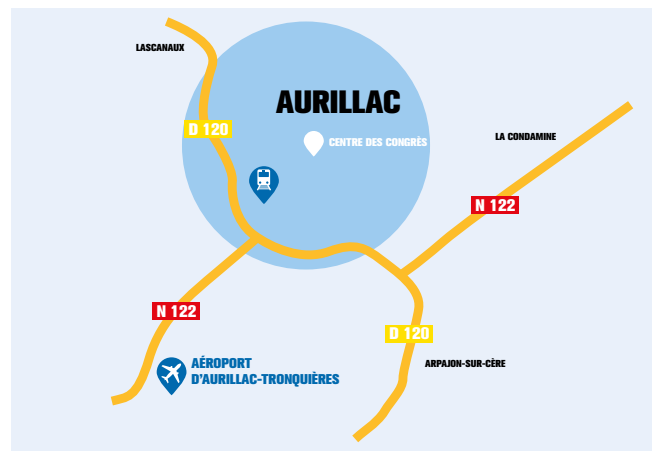 LASCANAUX
AURILLAC
D 120
CENTRE DES CONGRÈS
LA CONDAMINE
N 122
N 122
D 120
AÉROPORT
D'AURILLAC-TRONQUIÈRES
ARPAJON-SUR-CÈRE